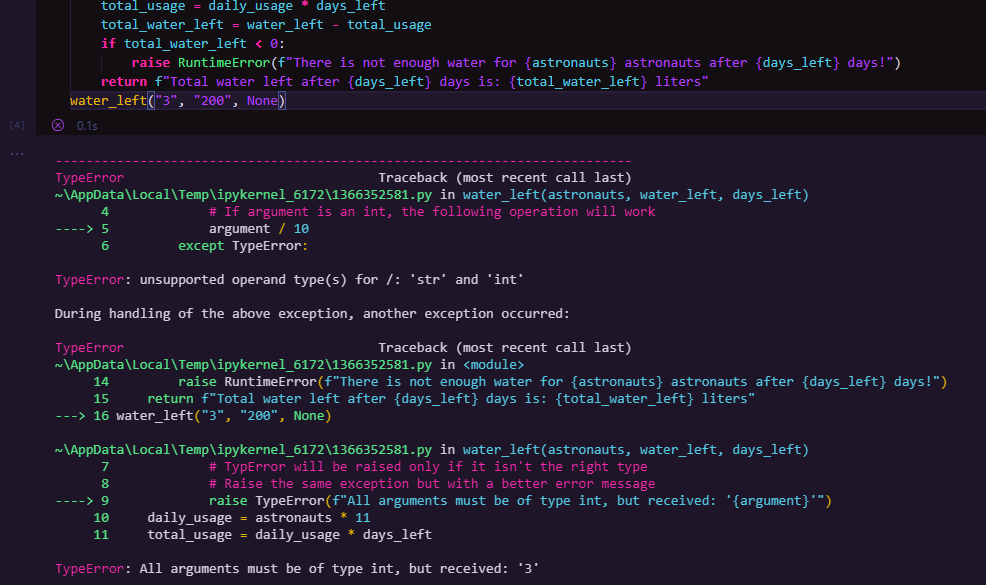 total_usage = daily_usage * days_left
total_water_left = water_left - total_usage
if total_water_left < 0:
raise RuntimeError(f"There is not enough water for {astronauts} astronauts after {days_left} days!")
return f"Total water left after {days_left} days is: {total_water_left} liters"
water_left("3", "200", None)
[4]
0.1s
...
---------------------------------------------------------------------------
TypeError Traceback (most recent call last)
~\AppData\Local\Temp\ipykernel_6172\1366352581.py in water_left(astronauts, water_left, days_left)
4 # If argument is an int, the following operation will work
----> 5 argument / 10
6 except TypeError:
TypeError: unsupported operand type(s) for /: 'str' and 'int'
During handling of the above exception, another exception occurred:
TypeError Traceback (most recent call last)
~\AppData\Local\Temp\ipykernel_6172\1366352581.py in <module>
14 raise RuntimeError(f"There is not enough water for {astronauts} astronauts after {days_left} days!")
15 return f"Total water left after {days_left} days is: {total_water_left} liters"
---> 16 water_left("3", "200", None)
~\AppData\Local\Temp\ipykernel_6172\1366352581.py in water_left(astronauts, water_left, days_left)
7 # TypError will be raised only if it isn't the right type
8 # Raise the same exception but with a better error message
----> 9 raise TypeError(f"All arguments must be of type int, but received: '{argument}'")
10 daily_usage = astronauts * 11
11 total_usage = daily_usage * days_left
TypeError: All arguments must be of type int, but received: '3'